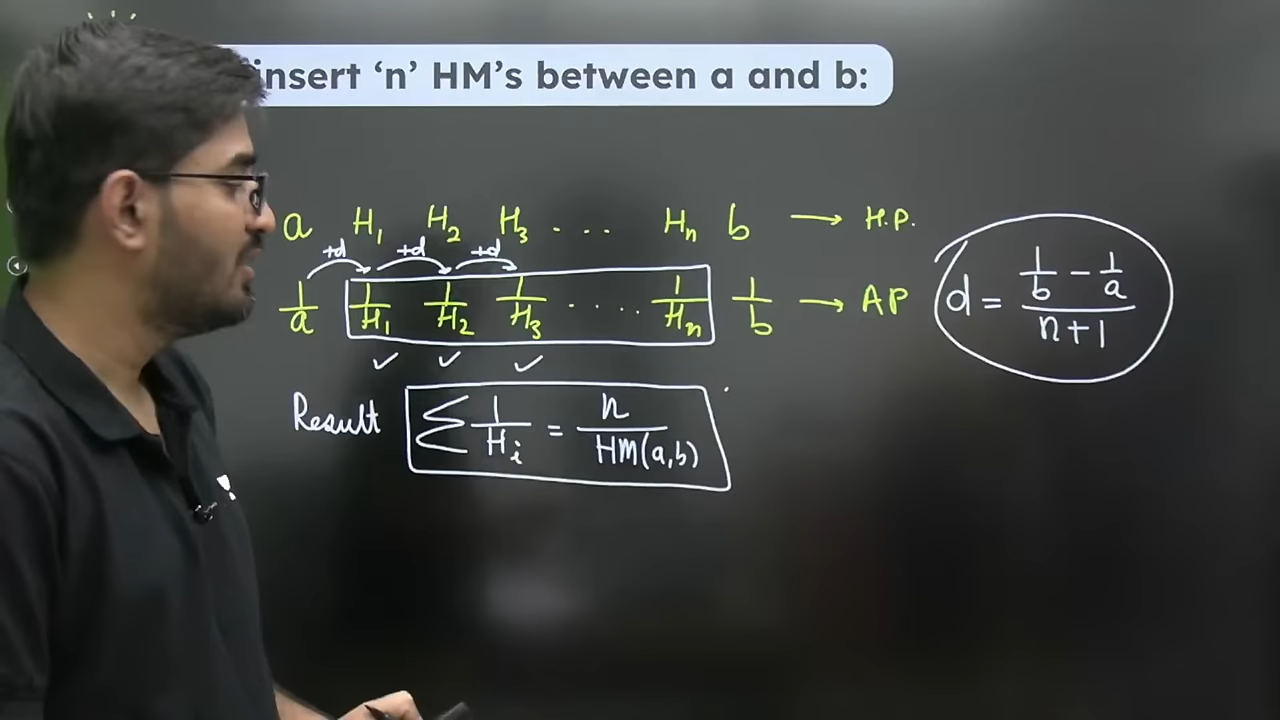 insert ‘n’ HM’s between a and b:
a H₁ H₂ H₃ . . . Hₙ b → H.P.
+d +d +d
1/a 1/H₁ 1/H₂ 1/H₃ . . . . . 1/Hₙ 1/b → AP
d = (1/b − 1/a)/(n+1)
✓ ✓ ✓
Result ∑ 1/Hᵢ = n/HM(a,b)